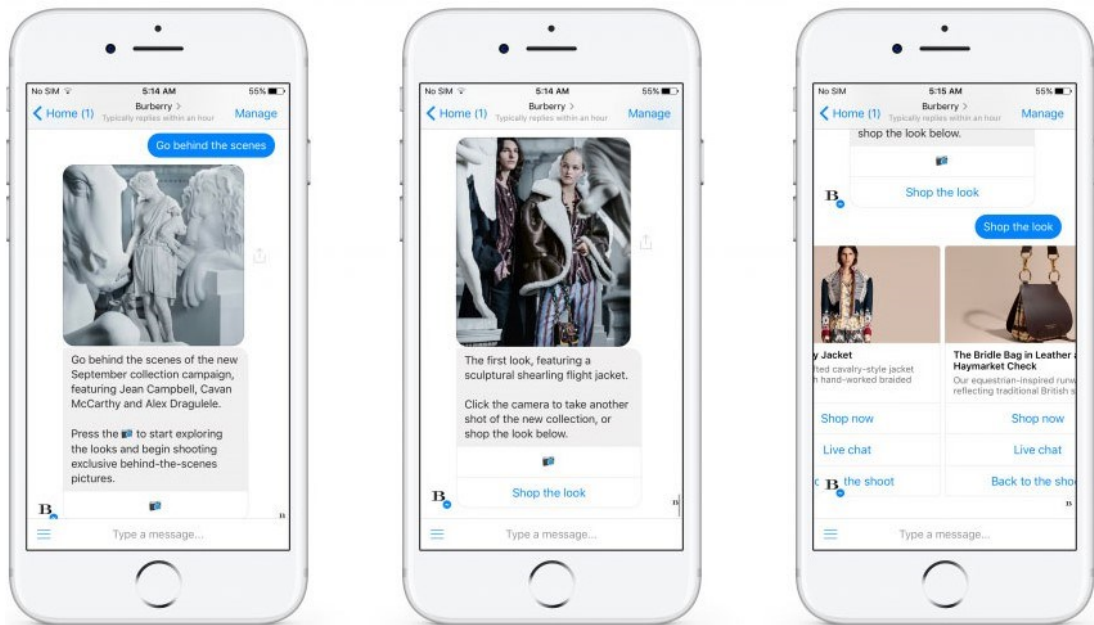 No SIM 5:14 AM 55%
Home (1) Burberry > Manage
Typically replies within an hour
Go behind the scenes
Go behind the scenes of the new
September collection campaign,
featuring Jean Campbell, Cavan
McCarthy and Alex Dragulele.
Press the 📷 to start exploring
the looks and begin shooting
exclusive behind-the-scenes
pictures.
📷
B
B
Type a message...
No SIM 5:14 AM 55%
Home (1) Burberry > Manage
Typically replies within an hour
The first look, featuring a
sculptural shearling flight jacket.
Click the camera to take another
shot of the new collection, or
shop the look below.
📷
Shop the look
B
B
Type a message...
No SIM 5:15 AM 55%
Home (1) Burberry > Manage
Typically replies within an hour
shop the look below.
📷
Shop the look
B
Shop the look
y Jacket
fted cavalry-style jacket
h hand-worked braided
Shop now
Live chat
the shoot
B
The Bridle Bag in Leather a
Haymarket Check
Our equestrian-inspired runw
reflecting traditional British s
Shop now
Live chat
Back to the sho
B
Type a message...